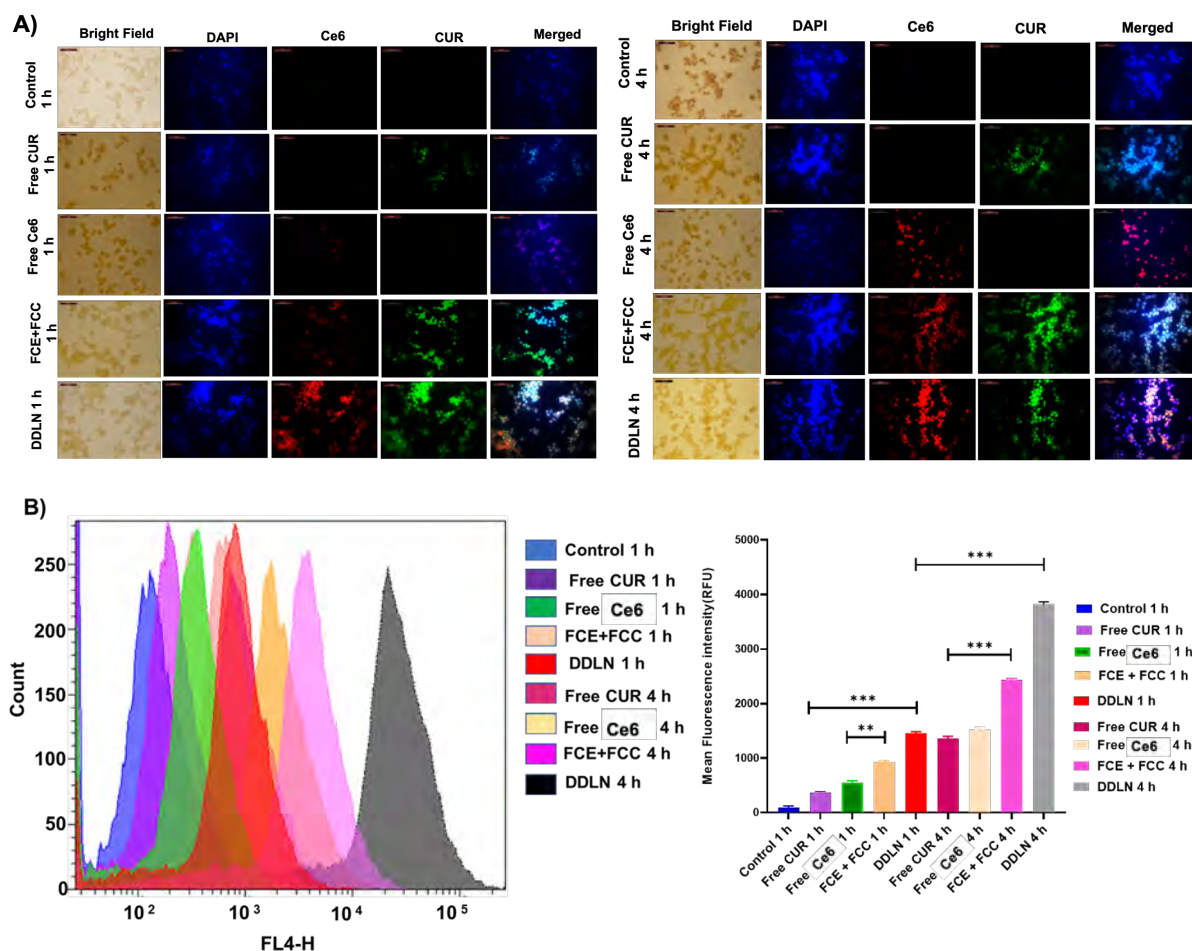 A)
Bright Field DAPI Ce6 CUR Merged
Control 1 h
Free CUR 1 h
Free Ce6 1 h
FCE+FCC 1 h
DDLN 1 h
Bright Field DAPI Ce6 CUR Merged
Control 4 h
Free CUR 4 h
Free Ce6 4 h
FCE+FCC 4 h
DDLN 4 h
B)
Count
250
200
150
100
50
0
10² 10³ 10⁴ 10⁵
FL4-H
Control 1 h
Free CUR 1 h
Free Ce6 1 h
FCE+FCC 1 h
DDLN 1 h
Free CUR 4 h
Free Ce6 4 h
FCE+FCC 4 h
DDLN 4 h
Mean Fluorescence intensity(RFU)
5000
4000
3000
2000
1000
0
***
***
***
**
Control 1 h
Free CUR 1 h
Free Ce6 1 h
FCE + FCC 1 h
DDLN 1 h
Free CUR 4 h
Free Ce6 4 h
FCE + FCC 4 h
DDLN 4 h
Control 1 h
Free CUR 1 h
Free Ce6 1 h
FCE + FCC 1 h
DDLN 1 h
Free CUR 4 h
Free Ce6 4 h
FCE + FCC 4 h
DDLN 4 h